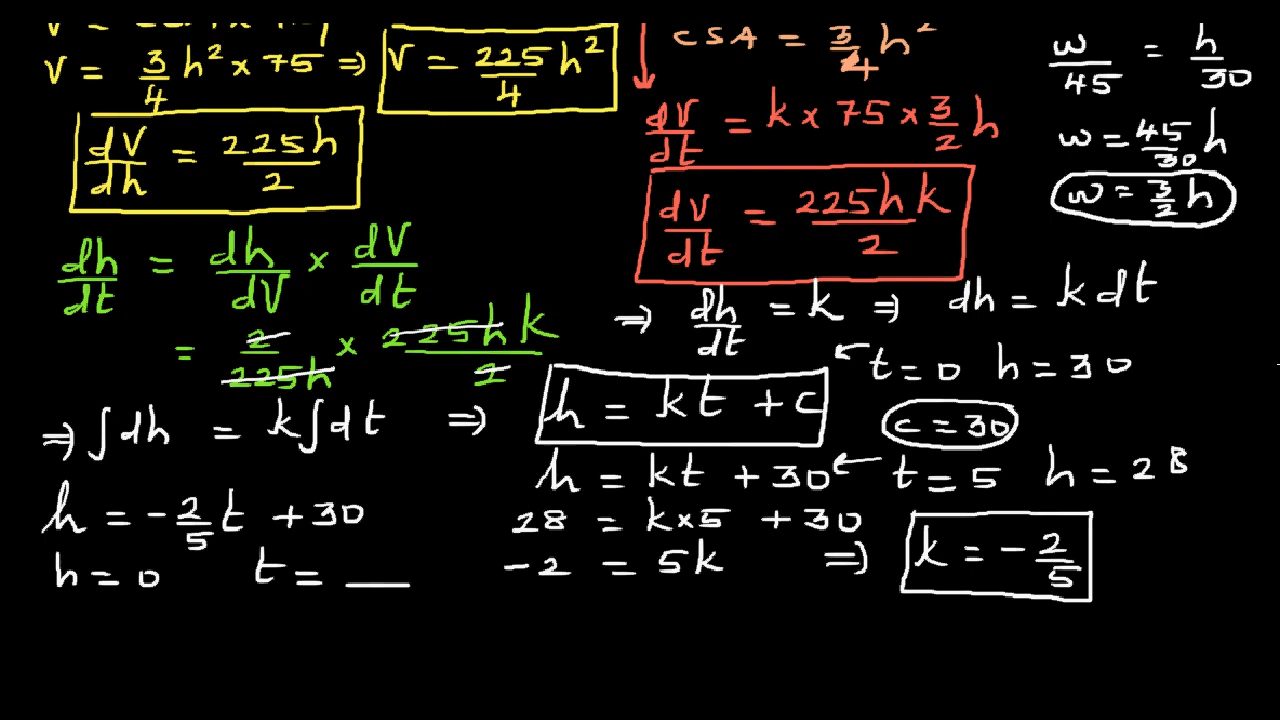 V = 3/4 h² × 75 ⇒ V = 225/4 h²
dV/dh = 225h/2
dh/dt = dh/dV × dV/dt
= 2/225h × 225hk/2
⇒ ∫dh = k∫dt ⇒ h = kt + c
h = -2/5 t + 30
h = 0 t = __
CSA = 3/4 h²
dV/dt = k × 75 × 3/2 h
dV/dt = 225hk/2
⇒ dh/dt = k ⇒ dh = k dt
t = 0 h = 30
c = 30
h = kt + 30 ← t = 5 h = 28
28 = k×5 + 30
-2 = 5k ⇒ k = -2/5
w/45 = h/30
w = 45/30 h
w = 3/2 h